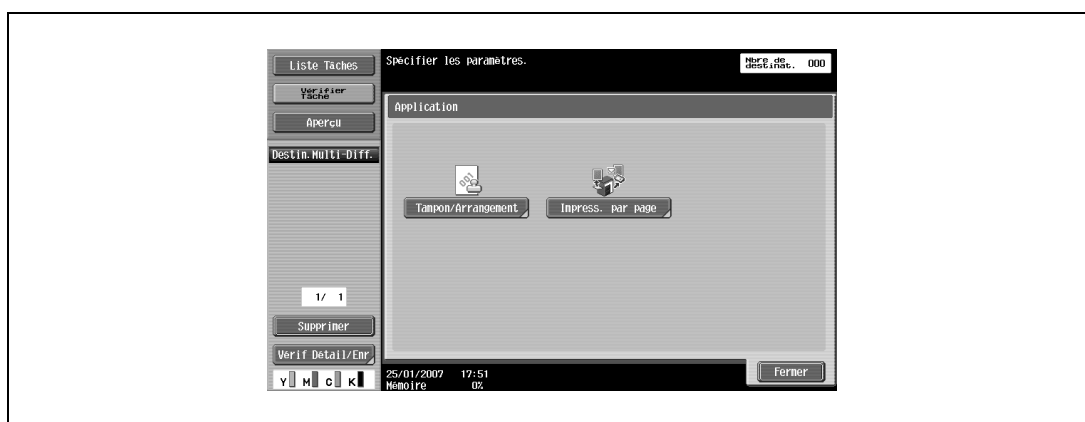 Liste Tâches
Vérifier
Tâche
Aperçu
Destin.Multi-Diff.
1/ 1
Supprimer
Vérif Détail/Enr
Y M C K
Spécifier les paramètres.
Nbre de
destinat. 000
Application
Tampon/Arrangement
Impress. par page
25/01/2007 17:51
Mémoire 0%
Fermer